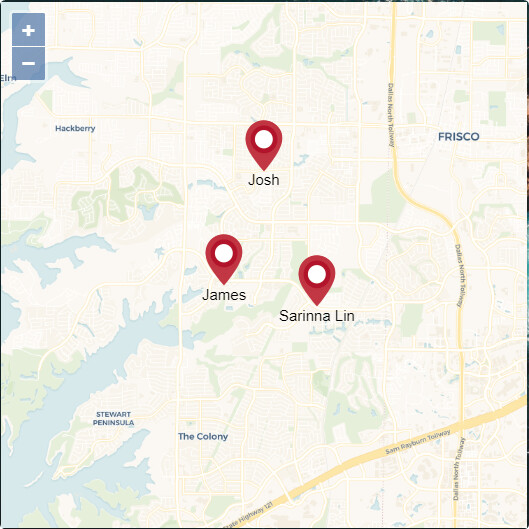 +
−
Elm
Hackberry
Dallas North Tollway
FRISCO
Josh
Dallas North Tollway
James
Sarinna Lin
STEWART
PENINSULA
The Colony
Sam Rayburn Tollway
Dallas North Tollway
State Highway 121